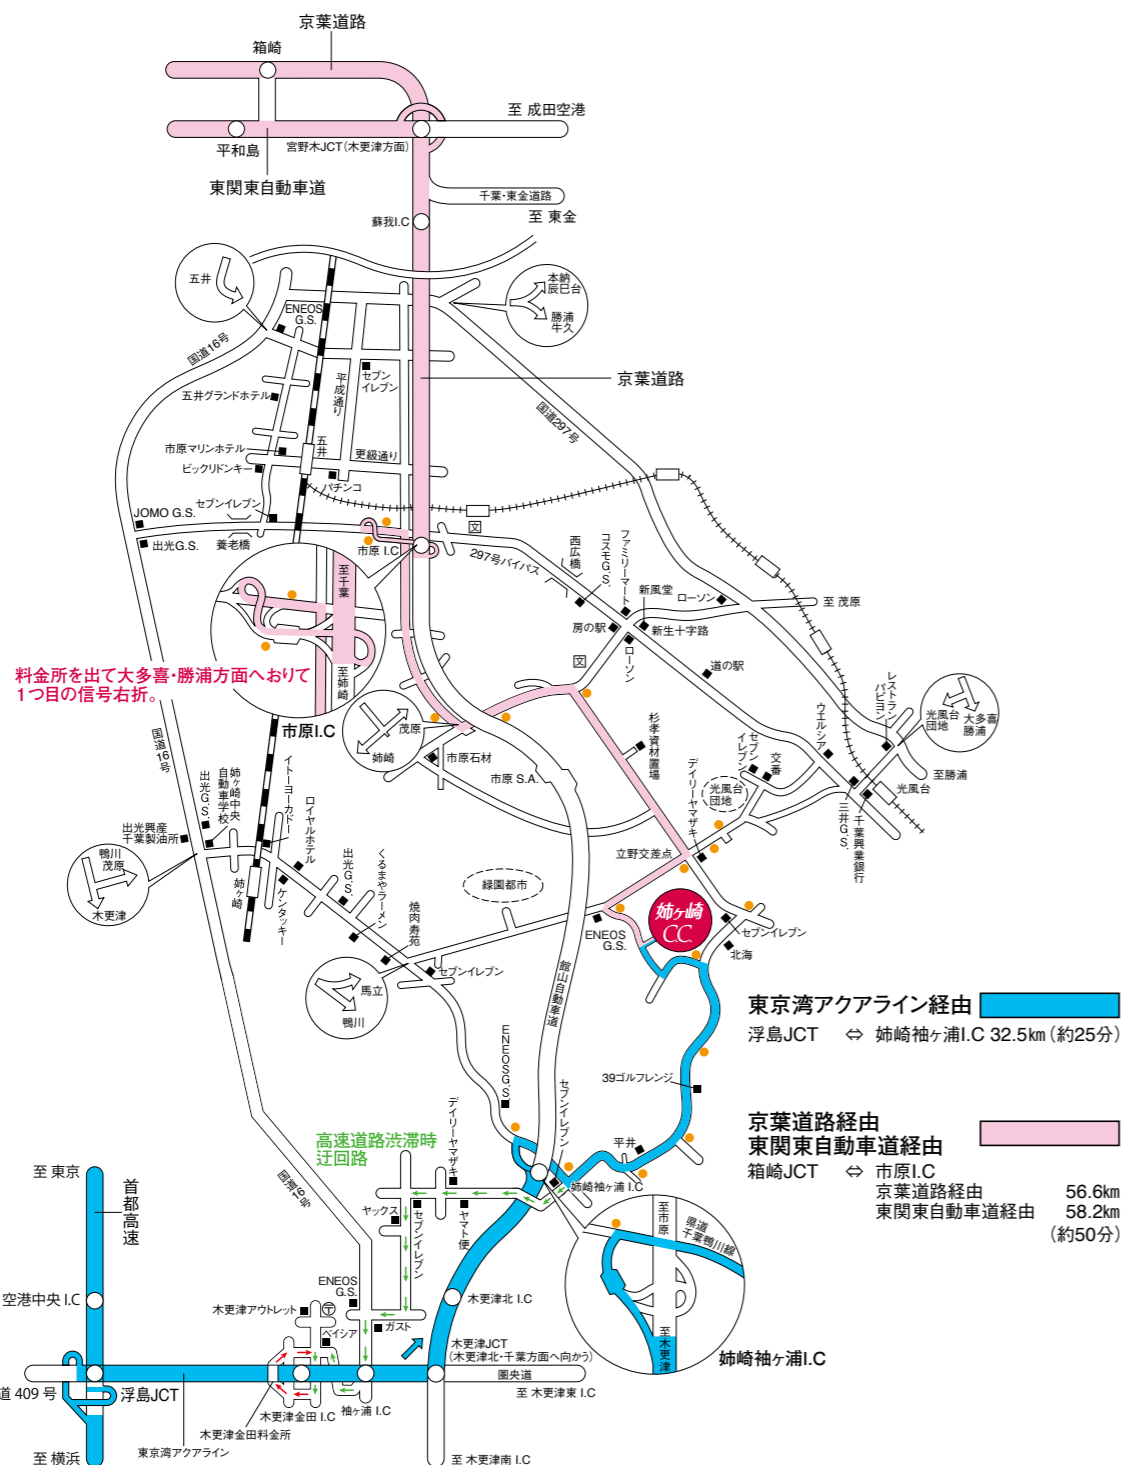 京葉道路
箱崎
至 成田空港
平和島
宮野木JCT(木更津方面)
東関東自動車道
千葉・東金道路
至 東金
蘇我I.C
五井
本納
辰巳台
勝浦
牛久
ENEOS
G.S.
国道16号
平成通り
セブン
イレブン
京葉道路
五井グランドホテル
国道297号
市原マリンホテル
五井
更級通り
ビックリドンキー
パチンコ
セブンイレブン
JOMO G.S.
出光G.S.
養老橋
市原 I.C
文
297号バイパス
西広橋
コスモG.S.
ファミリーマート
新風堂
ローソン
至 茂原
房の駅
新生十字路
ローソン
文
道の駅
至千葉
至姉崎
料金所を出て大多喜・勝浦方面へおりて
1つ目の信号右折。
市原I.C
茂原
姉崎
市原石材
市原 S.A.
杉孝資材置場
デイリーヤマザキ
セブン
イレブン
交番
ウエルシア
レストラン
パピヨン
光風台
団地
大多喜
勝浦
至勝浦
光風台
光風台
団地
三井G.S.
千葉興業銀行
立野交差点
国道16号
出光G.S.
姉ヶ崎中央
自動車学校
イトーヨーカドー
ロイヤルホテル
出光興産
千葉製油所
鴨川
茂原
木更津
姉ヶ崎
ケンタッキー
出光G.S.
くるまやラーメン
焼肉寿苑
緑園都市
ENEOS
G.S.
姉ヶ崎
C.C.
セブンイレブン
北海
セブンイレブン
馬立
鴨川
館山自動車道
東京湾アクアライン経由
浮島JCT ⇔ 姉崎袖ヶ浦I.C 32.5km (約25分)
ENEOSG.S.
セブンイレブン
39ゴルフレンジ
平井
京葉道路経由
東関東自動車道経由
箱崎JCT ⇔ 市原I.C
京葉道路経由 56.6km
東関東自動車道経由 58.2km
(約50分)
高速道路渋滞時
迂回路
デイリーヤマザキ
姉崎袖ヶ浦 I.C
国道16号
ヤックス
セブンイレブン
ヤマト便
至市原
県道
千葉鴨川線
至木更津
姉崎袖ヶ浦I.C
至 東京
首都高速
空港中央 I.C
ENEOS
G.S.
木更津アウトレット
〒
ベイシア
ガスト
木更津北 I.C
木更津JCT
(木更津北・千葉方面へ向かう)
圏央道
至 木更津東 I.C
道 409 号
浮島JCT
木更津金田 I.C
袖ヶ浦 I.C
木更津金田料金所
東京湾アクアライン
至 横浜
至 木更津南 I.C